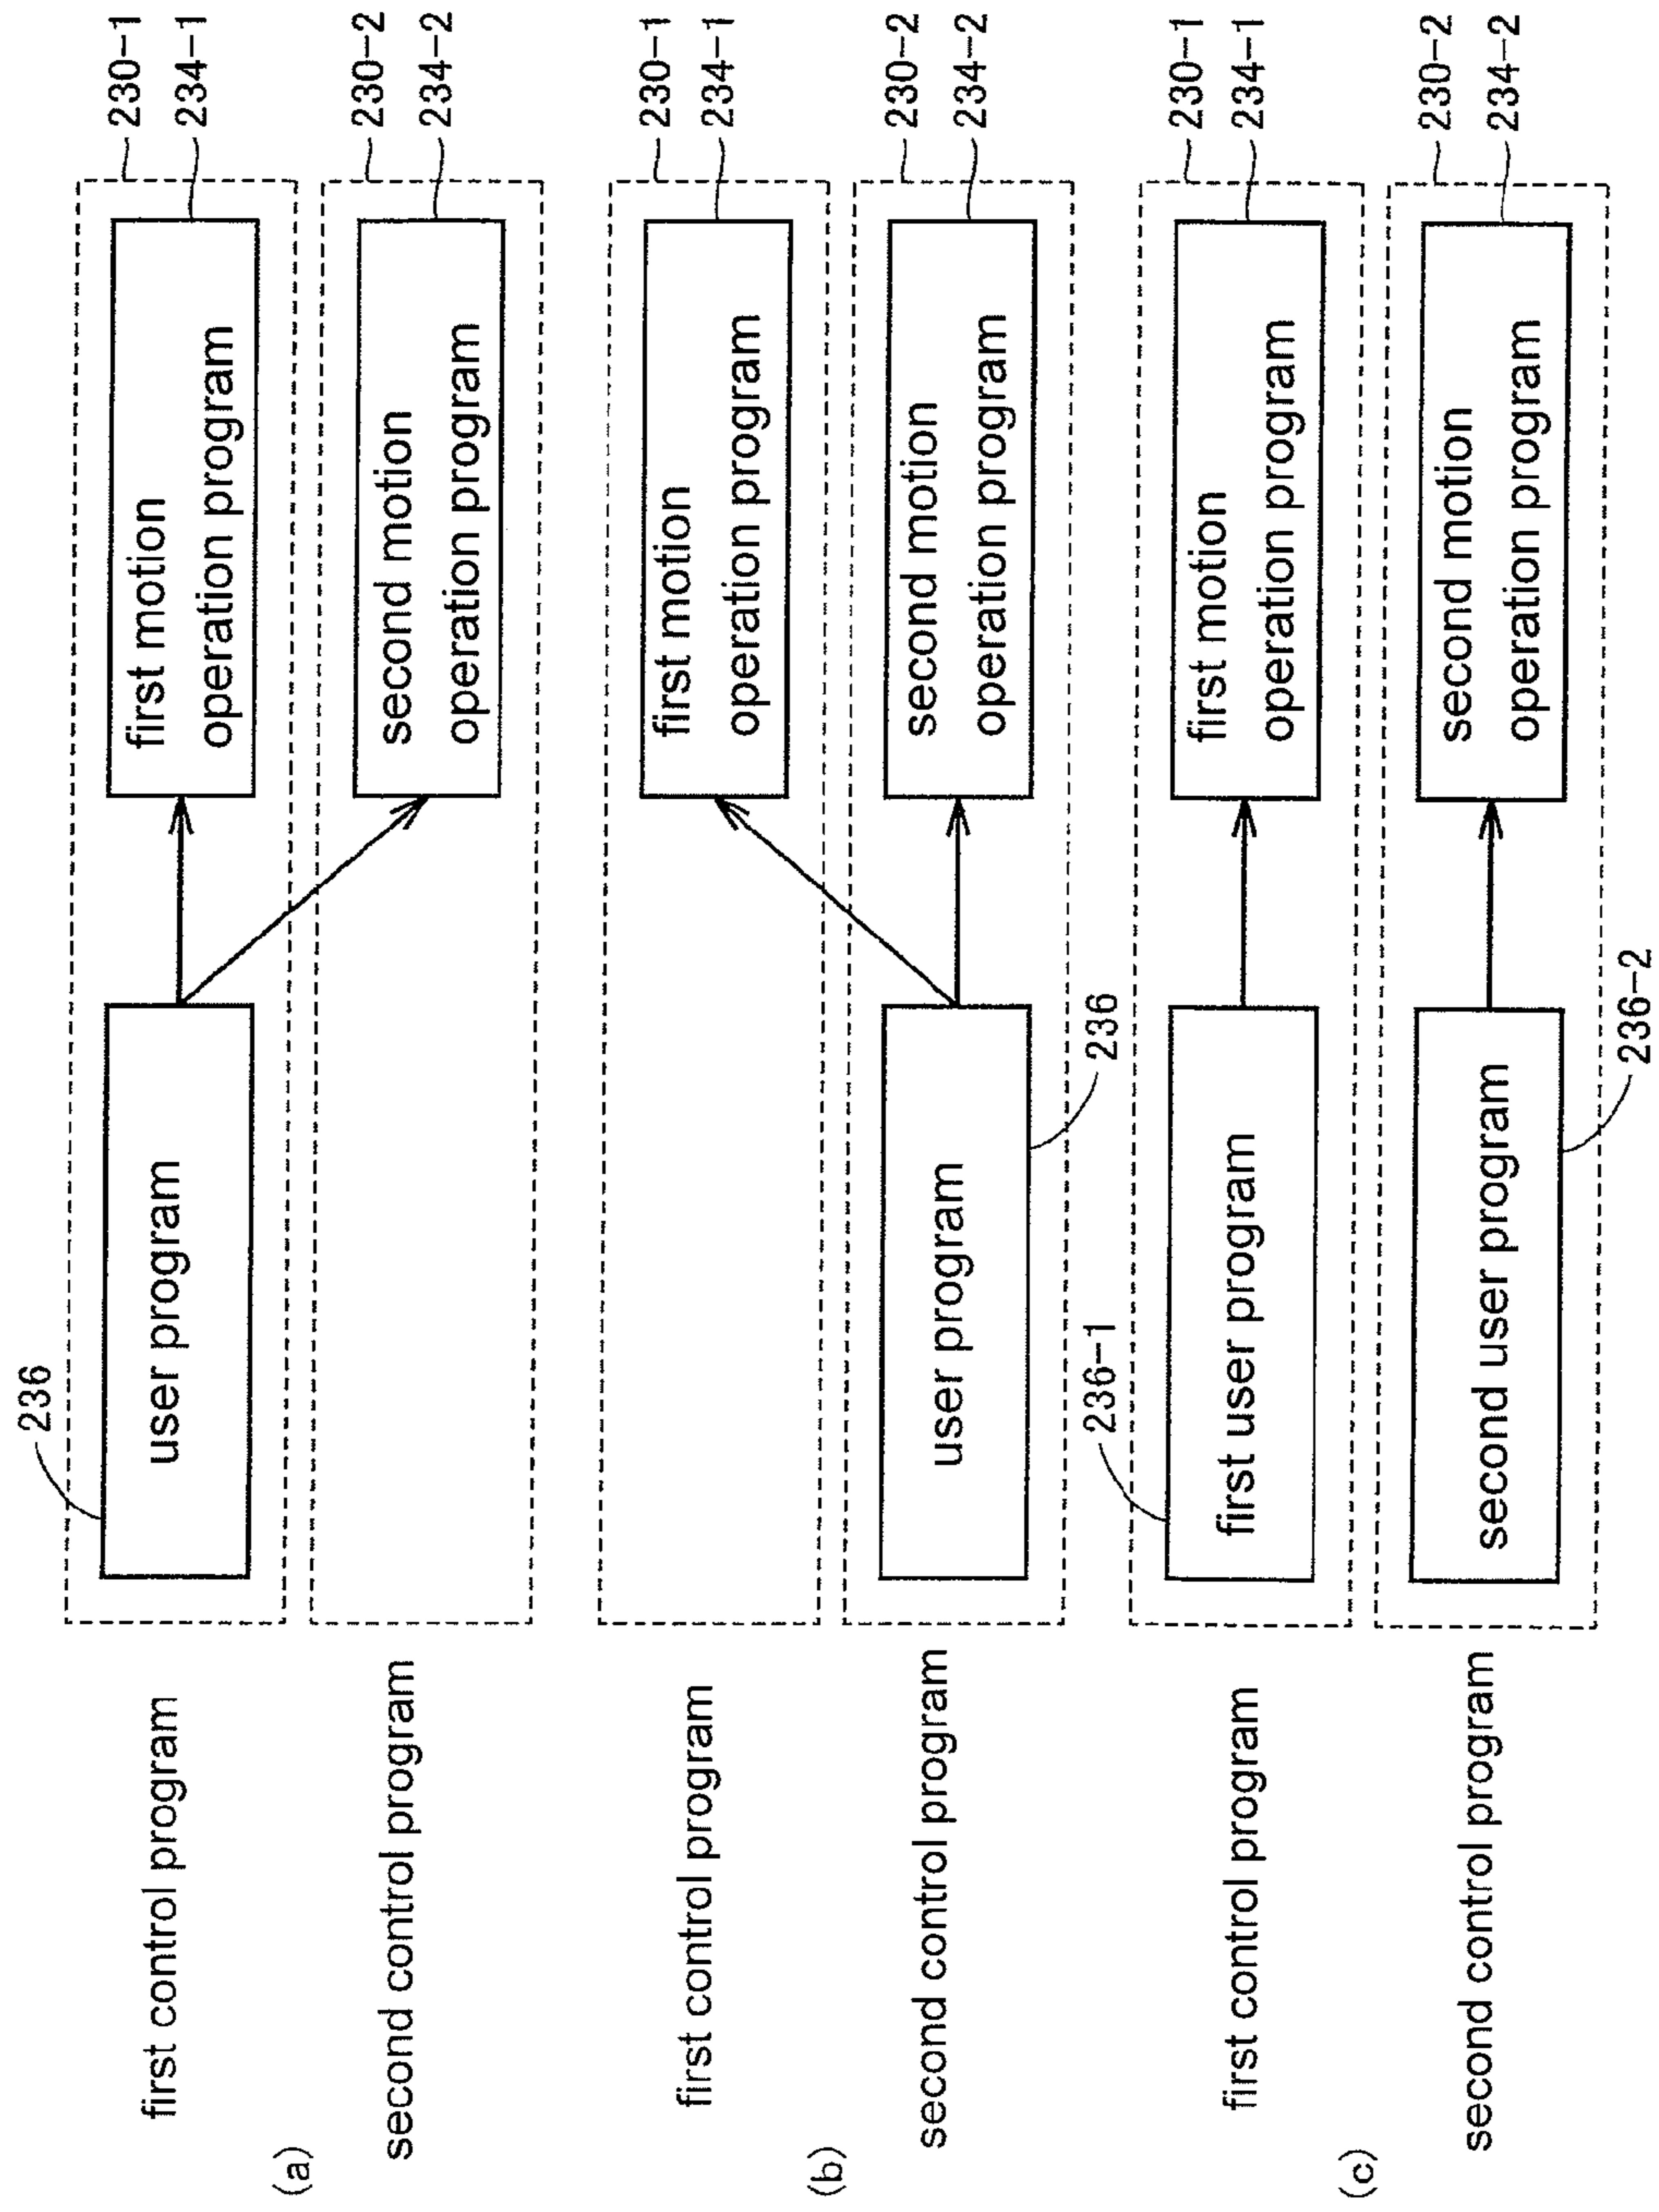 (a)
first control program
236
user program
first motion
operation program
230-1
234-1
second control program
second motion
operation program
230-2
234-2
(b)
first control program
first motion
operation program
230-1
234-1
second control program
user program
236
second motion
operation program
230-2
234-2
(c)
first control program
236-1
first user program
first motion
operation program
230-1
234-1
second control program
second user program
236-2
second motion
operation program
230-2
234-2